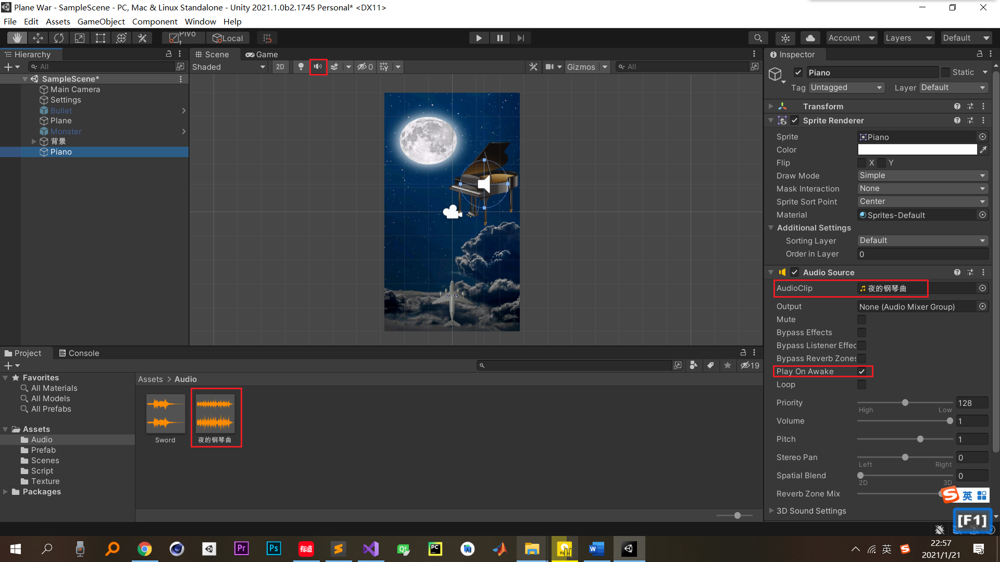 Plane War - SampleScene - PC, Mac & Linux Standalone - Unity 2021.1.0b2.1745 Personal* <DX11>
File Edit Assets GameObject Component Window Help
Pivot Local Account Layers Default
Hierarchy
All
SampleScene*
Main Camera
Settings
Bullet
Plane
Monster
背景
Piano
Scene Game
Shaded 2D 0 Gizmos All
Inspector
Piano Static
Tag Untagged Layer Default
Transform
Sprite Renderer
Sprite Piano
Color
Flip X Y
Draw Mode Simple
Mask Interaction None
Sprite Sort Point Center
Material Sprites-Default
Additional Settings
Sorting Layer Default
Order in Layer 0
Audio Source
AudioClip 夜的钢琴曲
Output None (Audio Mixer Group)
Mute
Bypass Effects
Bypass Listener Effec
Bypass Reverb Zones
Play On Awake
Loop
Priority 128
High Low
Volume 1
Pitch 1
Stereo Pan 0
Left Right
Spatial Blend 0
2D 3D
Reverb Zone Mix
3D Sound Settings
Project Console
19
Favorites
All Materials
All Models
All Prefabs
Assets
Audio
Prefab
Scenes
Script
Texture
Packages
Assets > Audio
Sword
夜的钢琴曲
英
[F1]
Pr Ps 有道 Qt PC W
英
22:57
2021/1/21